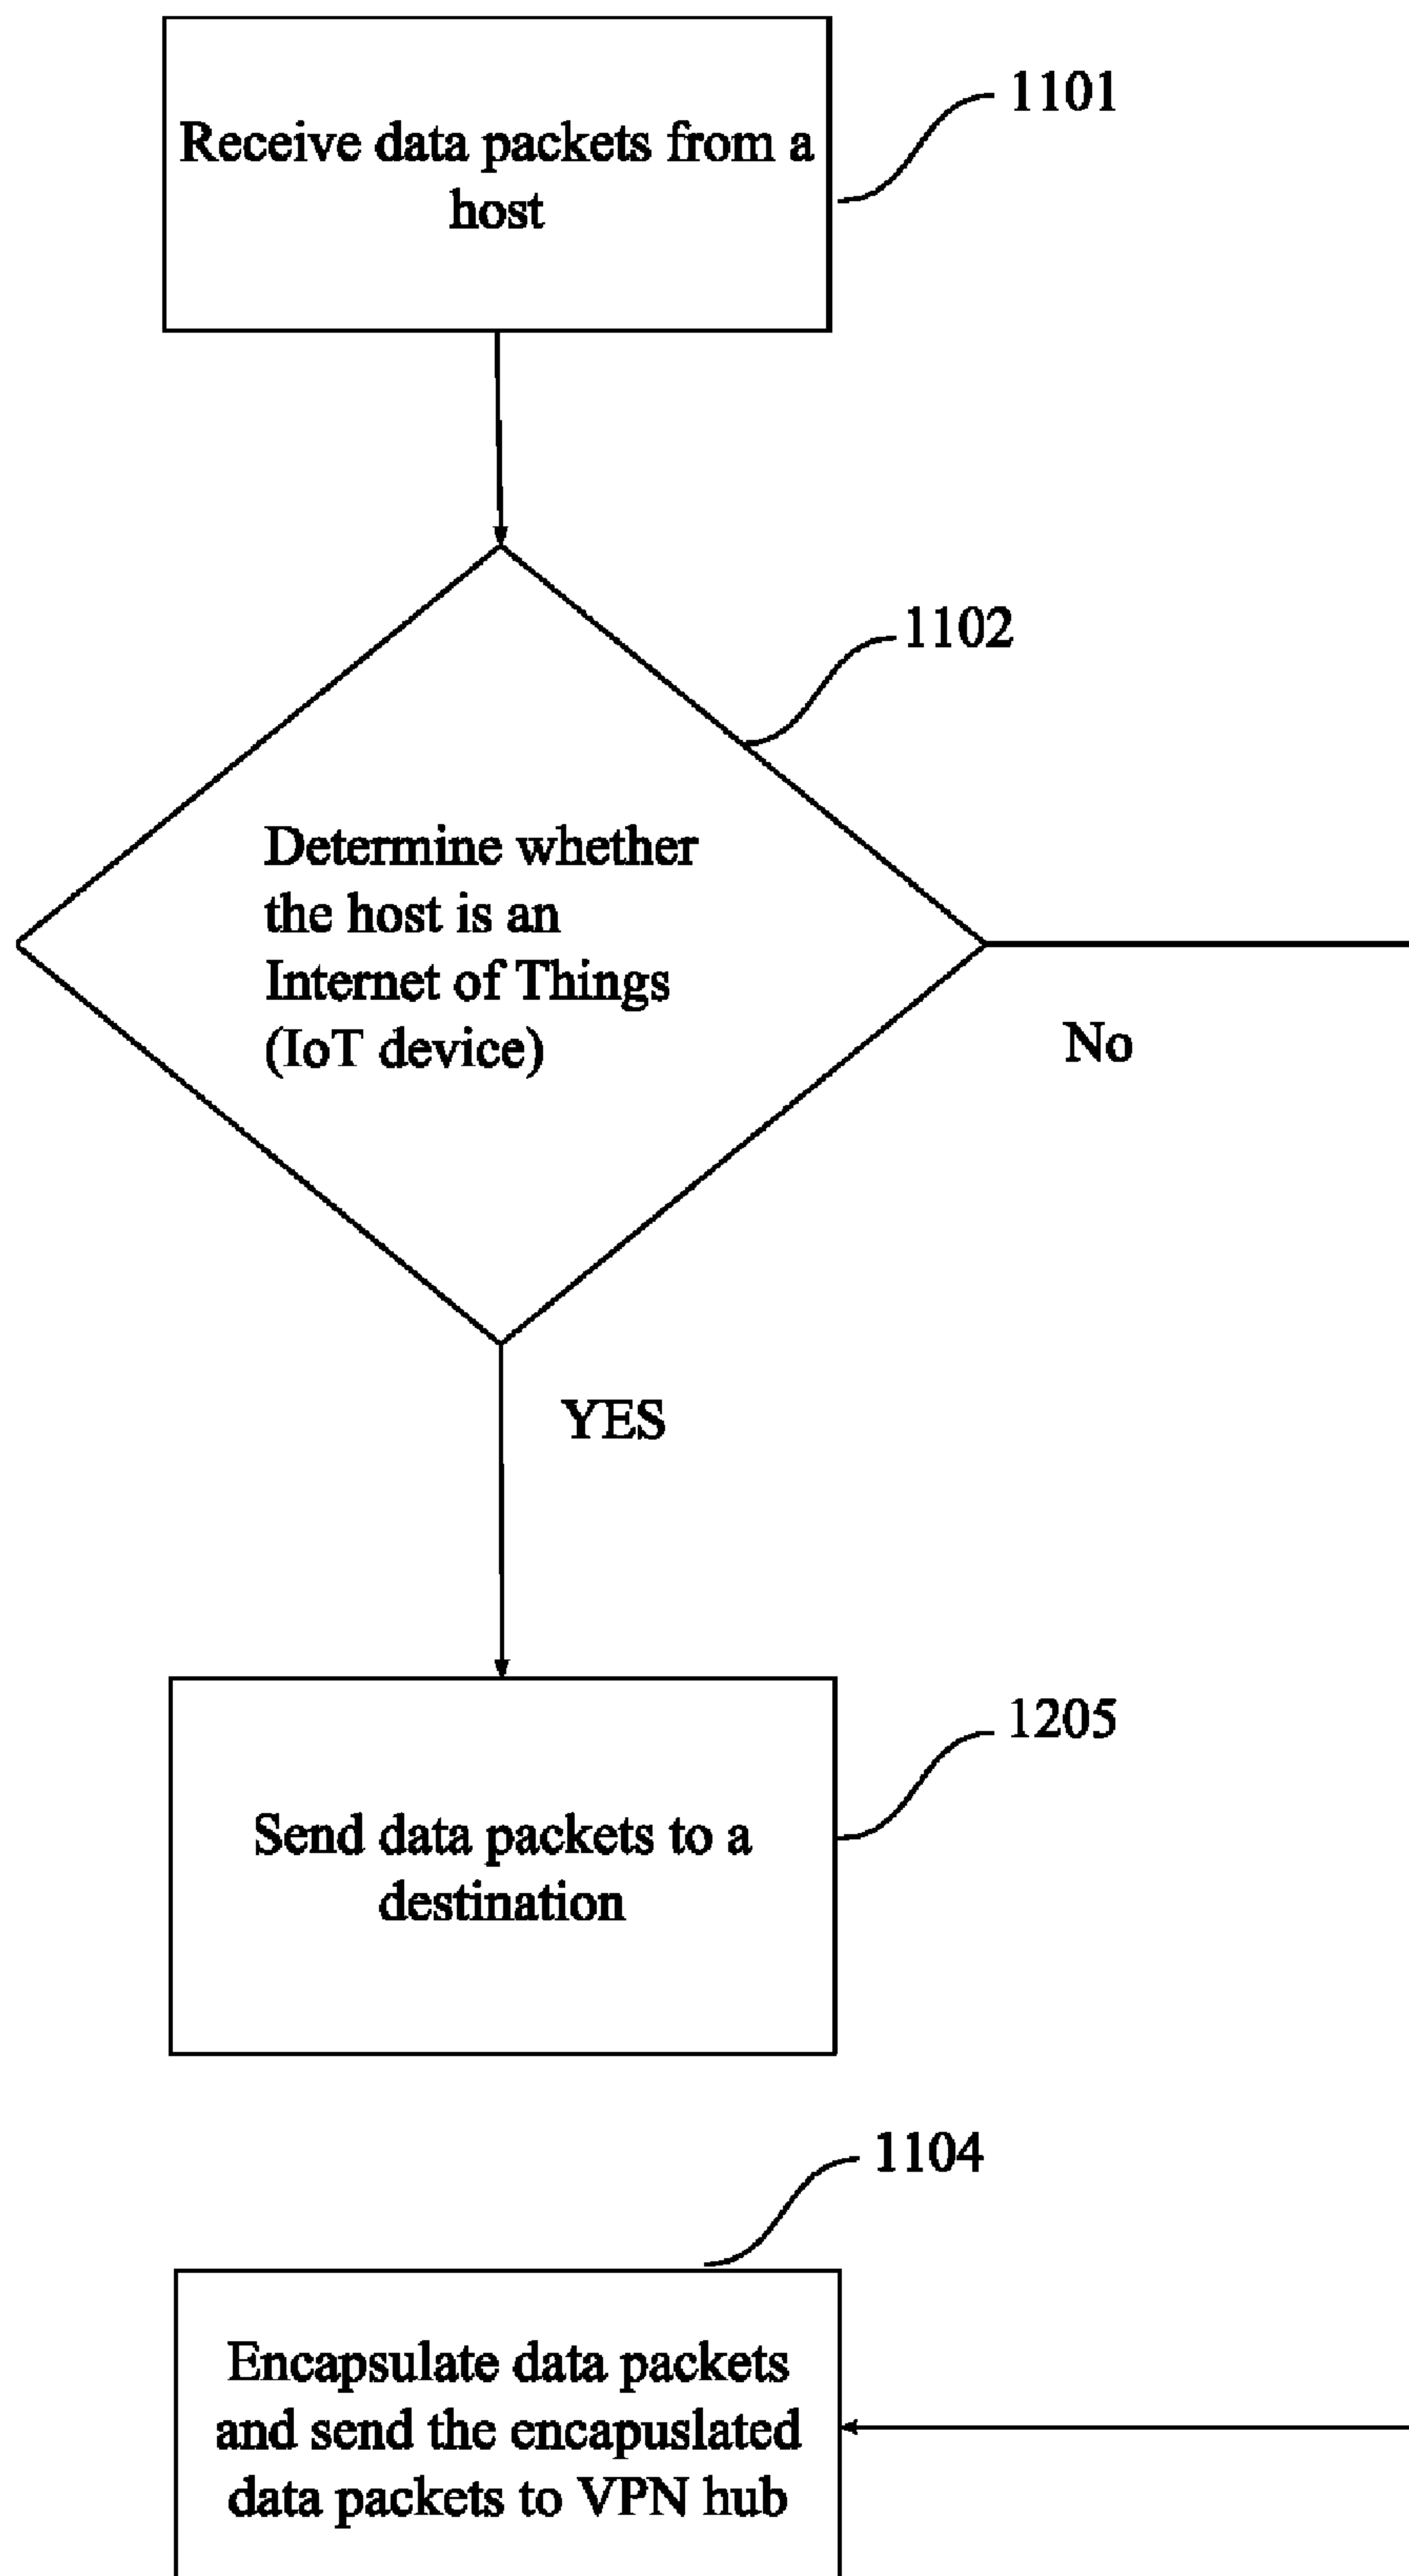 Receive data packets from a
host
1101
1102
Determine whether
the host is an
Internet of Things
(IoT device)
No
YES
1205
Send data packets to a
destination
1104
Encapsulate data packets
and send the encapuslated
data packets to VPN hub